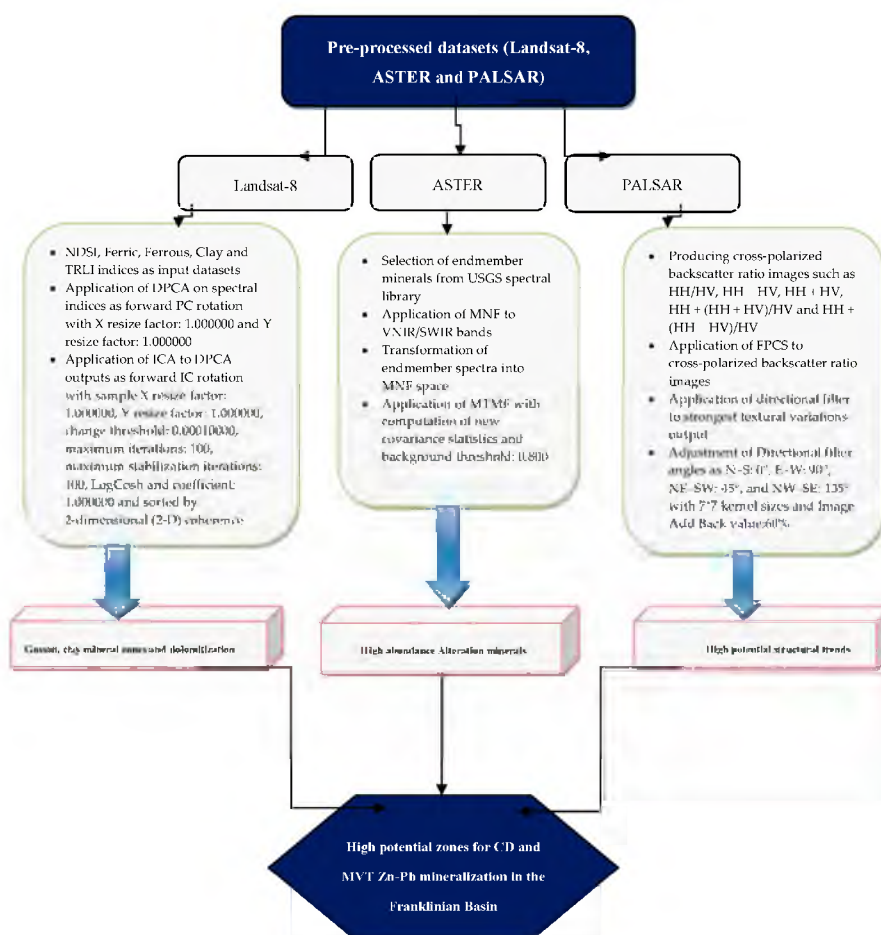 Pre-processed datasets (Landsat-8,
ASTER and PALSAR)
Landsat-8
ASTER
PALSAR
▪ NDSI, Ferric, Ferrous, Clay and
TRLI indices as input datasets
▪ Application of DPCA on spectral
indices as forward PC rotation
with X resize factor: 1.000000 and Y
resize factor: 1.000000
▪ Application of ICA to DPCA
outputs as forward IC rotation
with sample X resize factor:
1.000000, Y resize factor: 1.000000,
change threshold: 0.00010000,
maximum iterations: 100,
maximum stabilization iterations:
100, LogCosh and coefficient:
1.000000 and sorted by
2-dimensional (2-D) coherence
▪ Selection of endmember
minerals from USGS spectral
library
▪ Application of MNF to
VNIR/SWIR bands
▪ Transformation of
endmember spectra into
MNF space
▪ Application of MTMF with
computation of new
covariance statistics and
background threshold: 0.800
▪ Producing cross-polarized
backscatter ratio images such as
HH/HV, HH − HV, HH + HV,
HH + (HH + HV)/HV and HH +
(HH − HV)/HV
▪ Application of FPCS to
cross-polarized backscatter ratio
images
▪ Application of directional filter
to strongest textural variations
output
▪ Adjustment of Directional filter
angles as N–S: 0°, E–W: 90°,
NE–SW: 45°, and NW–SE: 135°
with 7*7 kernel sizes and Image
Add Back value:60%
Gossan, clay mineral zones and dolomitization
High abundance Alteration minerals
High potential structural trends
High potential zones for CD and
MVT Zn-Pb mineralization in the
Franklinian Basin